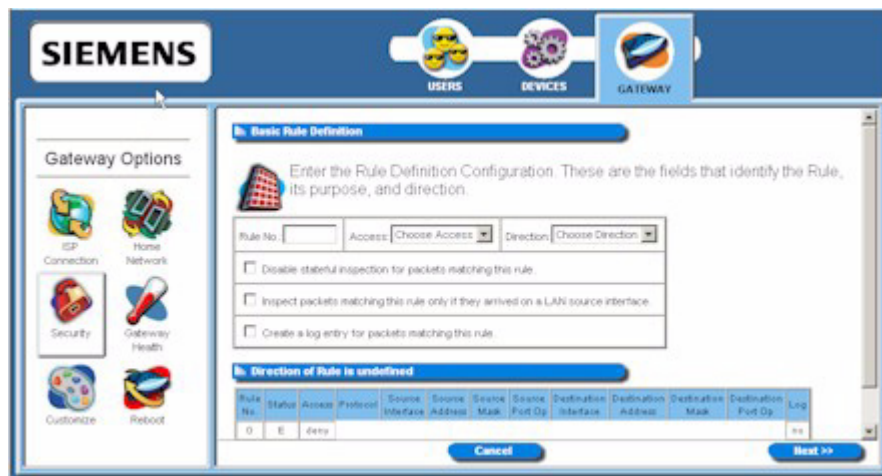 SIEMENS
USERS
DEVICES
GATEWAY
Gateway Options
ISP Connection
Home Network
Security
Gateway Health
Customize
Reboot
Basic Rule Definition
Enter the Rule Definition Configuration. These are the fields that identify the Rule,
its purpose, and direction.
Rule No.: Access: Choose Access Direction: Choose Direction
Disable stateful inspection for packets matching this rule.
Inspect packets matching this rule only if they arrived on a LAN source interface.
Create a log entry for packets matching this rule.
Direction of Rule is undefined
Rule No. Status Access Protocol Source Interface Source Address Source Mask Source Port Op Destination Interface Destination Address Destination Mask Destination Port Op Log
0 E deny no
Cancel
Next >>